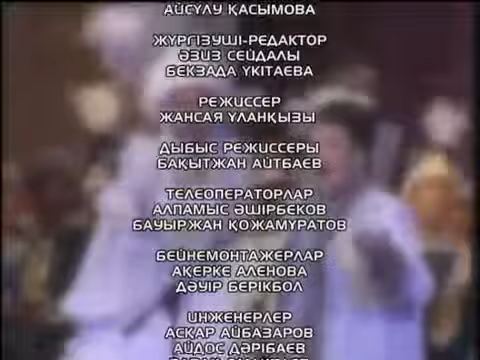 АЙСҰЛУ ҚАСЫМОВА
ЖҮРГІЗУШІ-РЕДАКТОР
ӘЗИЗ СЕЙДАЛЫ
БЕКЗАДА ҮКІТАЕВА
РЕЖИССЕР
ЖАНСАЯ ҰЛАНҚЫЗЫ
ДЫБЫС РЕЖИССЕРЫ
БАҚЫТЖАН АЙТБАЕВ
ТЕЛЕОПЕРАТОРЛАР
АЛПАМЫС ӘШІРБЕКОВ
БАУЫРЖАН ҚОЖАМҰРАТОВ
БЕЙНЕМОНТАЖЕРЛАР
АҚЕРКЕ АЛЕНОВА
ДӘУІР БЕРІКБОЛ
ИНЖЕНЕРЛЕР
АСҚАР АЙБАЗАРОВ
АЙДОС ДӘРІБАЕВ